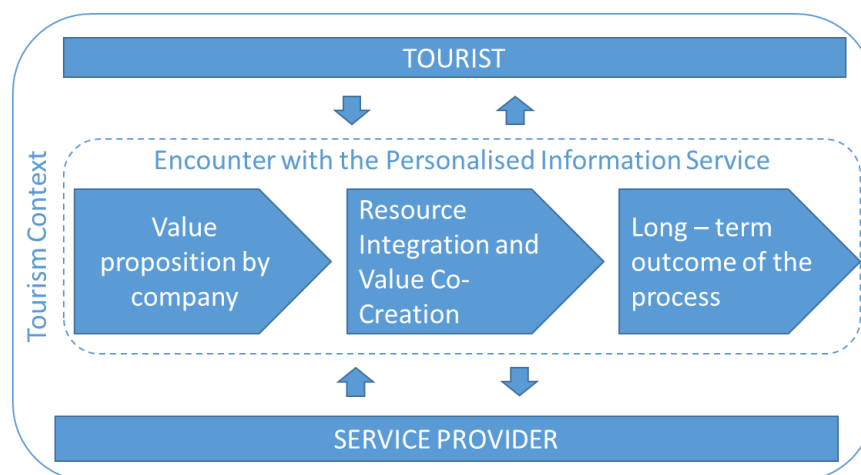 TOURIST
Tourism Context
Encounter with the Personalised Information Service
Value
proposition by
company
Resource
Integration and
Value Co-
Creation
Long – term
outcome of the
process
SERVICE PROVIDER